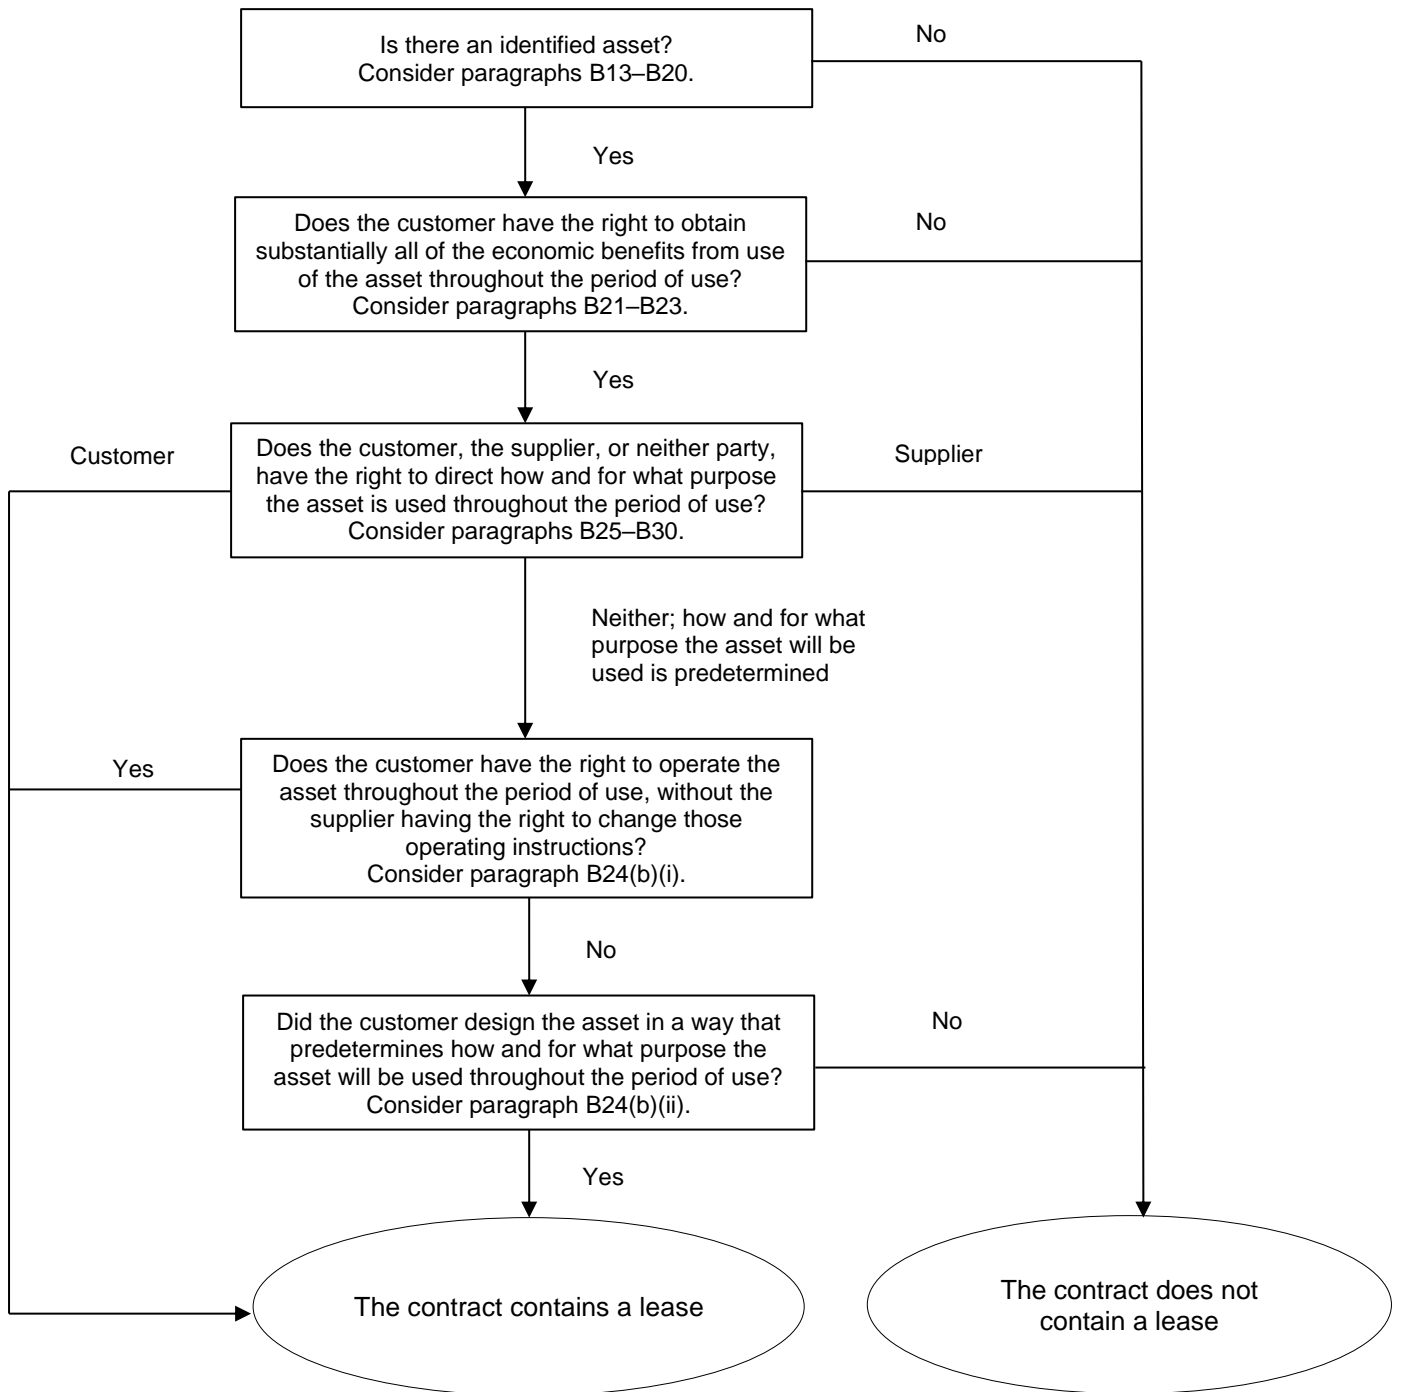 Is there an identified asset?
Consider paragraphs B13–B20.
No
Yes
Does the customer have the right to obtain
substantially all of the economic benefits from use
of the asset throughout the period of use?
Consider paragraphs B21–B23.
No
Yes
Customer
Does the customer, the supplier, or neither party,
have the right to direct how and for what purpose
the asset is used throughout the period of use?
Consider paragraphs B25–B30.
Supplier
Neither; how and for what
purpose the asset will be
used is predetermined
Yes
Does the customer have the right to operate the
asset throughout the period of use, without the
supplier having the right to change those
operating instructions?
Consider paragraph B24(b)(i).
No
Did the customer design the asset in a way that
predetermines how and for what purpose the
asset will be used throughout the period of use?
Consider paragraph B24(b)(ii).
No
Yes
The contract contains a lease
The contract does not
contain a lease